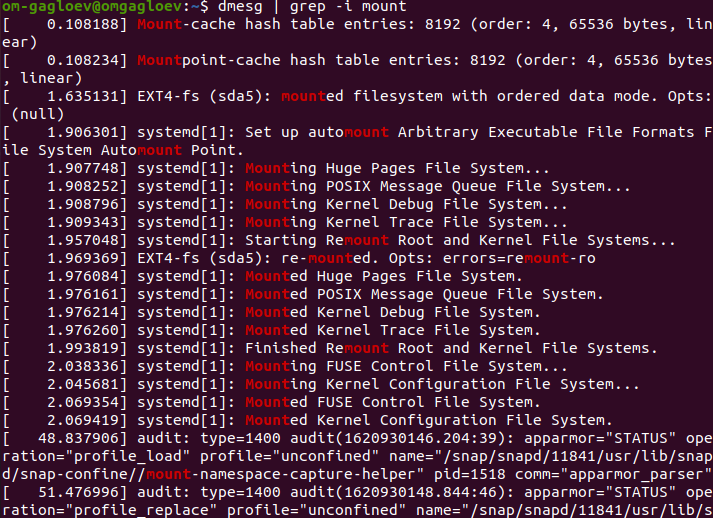 om-gagloev@omgagloev:~$ dmesg | grep -i mount
[    0.108188] Mount-cache hash table entries: 8192 (order: 4, 65536 bytes, lin
ear)
[    0.108234] Mountpoint-cache hash table entries: 8192 (order: 4, 65536 bytes
, linear)
[    1.635131] EXT4-fs (sda5): mounted filesystem with ordered data mode. Opts:
 (null)
[    1.906301] systemd[1]: Set up automount Arbitrary Executable File Formats F
ile System Automount Point.
[    1.907748] systemd[1]: Mounting Huge Pages File System...
[    1.908252] systemd[1]: Mounting POSIX Message Queue File System...
[    1.908796] systemd[1]: Mounting Kernel Debug File System...
[    1.909343] systemd[1]: Mounting Kernel Trace File System...
[    1.957048] systemd[1]: Starting Remount Root and Kernel File Systems...
[    1.969369] EXT4-fs (sda5): re-mounted. Opts: errors=remount-ro
[    1.976084] systemd[1]: Mounted Huge Pages File System.
[    1.976161] systemd[1]: Mounted POSIX Message Queue File System.
[    1.976214] systemd[1]: Mounted Kernel Debug File System.
[    1.976260] systemd[1]: Mounted Kernel Trace File System.
[    1.993819] systemd[1]: Finished Remount Root and Kernel File Systems.
[    2.038336] systemd[1]: Mounting FUSE Control File System...
[    2.045681] systemd[1]: Mounting Kernel Configuration File System...
[    2.069354] systemd[1]: Mounted FUSE Control File System.
[    2.069419] systemd[1]: Mounted Kernel Configuration File System.
[   48.837906] audit: type=1400 audit(1620930146.204:39): apparmor="STATUS" ope
ration="profile_load" profile="unconfined" name="/snap/snapd/11841/usr/lib/snap
d/snap-confine//mount-namespace-capture-helper" pid=1518 comm="apparmor_parser"
[   51.476996] audit: type=1400 audit(1620930148.844:46): apparmor="STATUS" ope
ration="profile_replace" profile="unconfined" name="/snap/snapd/11841/usr/lib/s